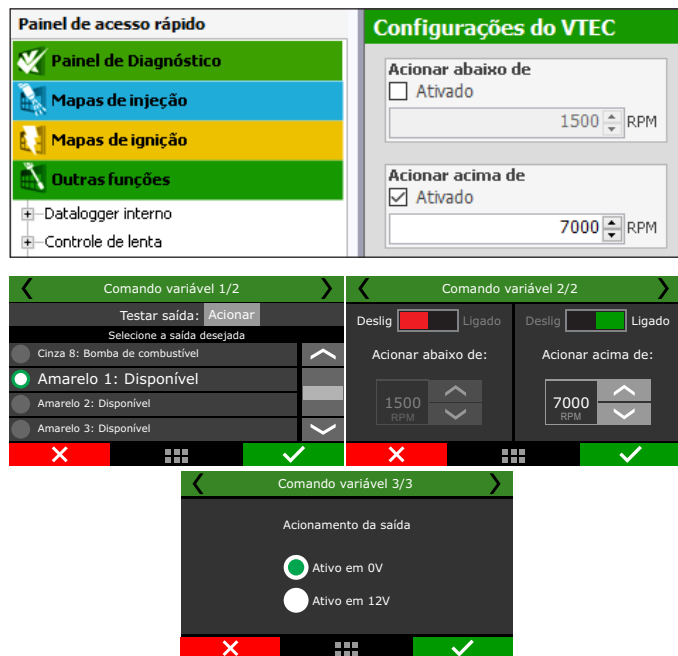 Painel de acesso rápido
Painel de Diagnóstico
Mapas de injeção
Mapas de ignição
Outras funções
Datalogger interno
Controle de lenta
Configurações do VTEC
Acionar abaixo de
Ativado
1500 RPM
Acionar acima de
Ativado
7000 RPM
Comando variável 1/2
Testar saída: Acionar
Selecione a saída desejada
Cinza 8: Bomba de combustível
Amarelo 1: Disponível
Amarelo 2: Disponível
Amarelo 3: Disponível
Comando variável 2/2
Deslig Ligado Deslig Ligado
Acionar abaixo de: Acionar acima de:
1500 7000
RPM RPM
Comando variável 3/3
Acionamento da saída
Ativo em 0V
Ativo em 12V